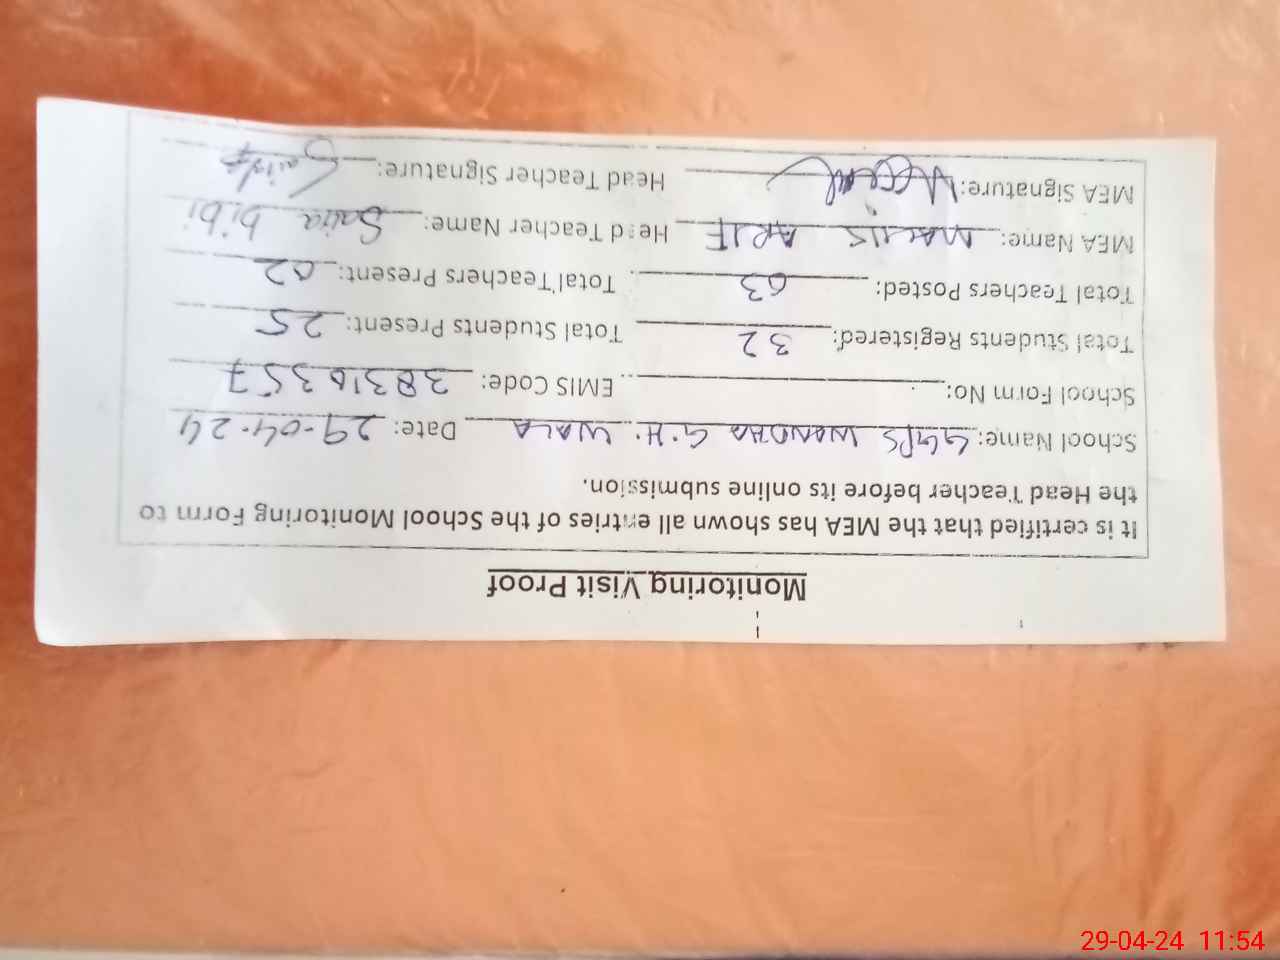 Monitoring Visit Proof
It is certified that the MEA has shown all entries of the School Monitoring Form to
the Head Teacher before its online submission.
School Name: GGPS WANDHA G.H. WALA Date: 29-04-24
School Form No: EMIS Code: 38310357
Total Students Registered: 32 Total Students Present: 25
Total Teachers Posted: 03 Total Teachers Present: 02
MEA Name: ARIF Head Teacher Name: Saira bibi
MEA Signature: Head Teacher Signature:
29-04-24 11:54